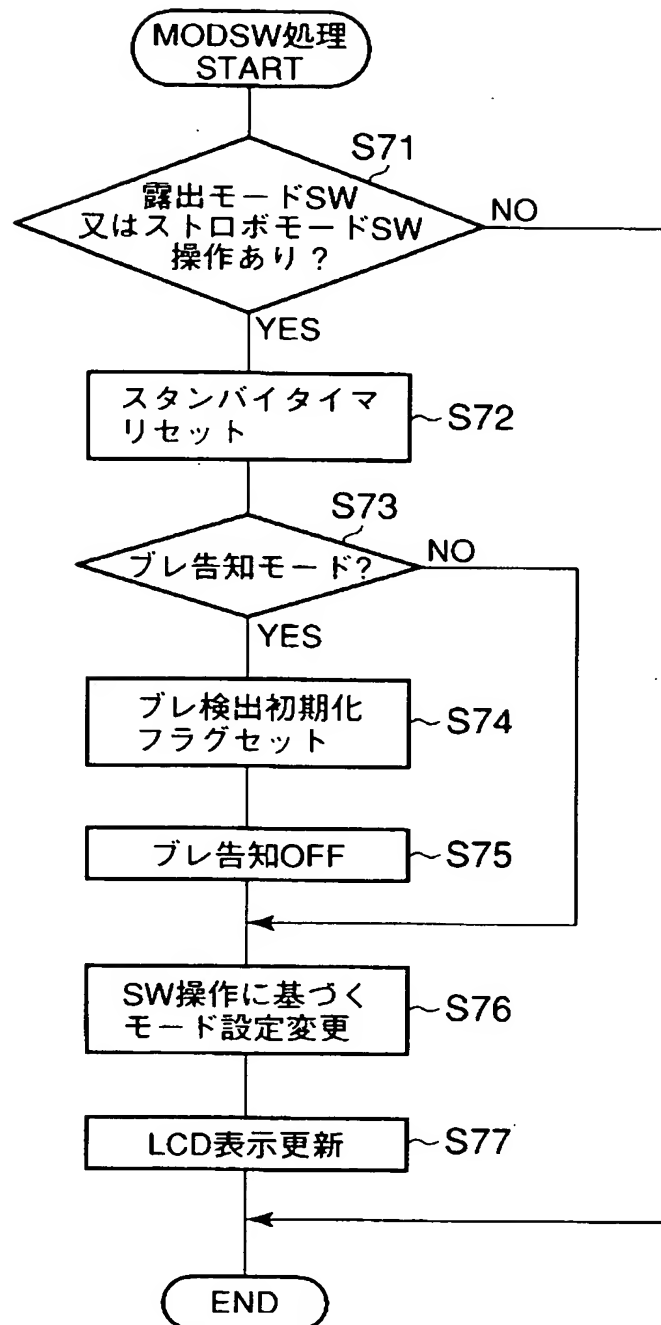 MODSW処理
START
S71
露出モードSW
又はストロボモードSW
操作あり?
NO
YES
スタンバイタイマ
リセット
S72
S73
ブレ告知モード?
NO
YES
ブレ検出初期化
フラグセット
S74
ブレ告知OFF
S75
SW操作に基づく
モード設定変更
S76
LCD表示更新
S77
END